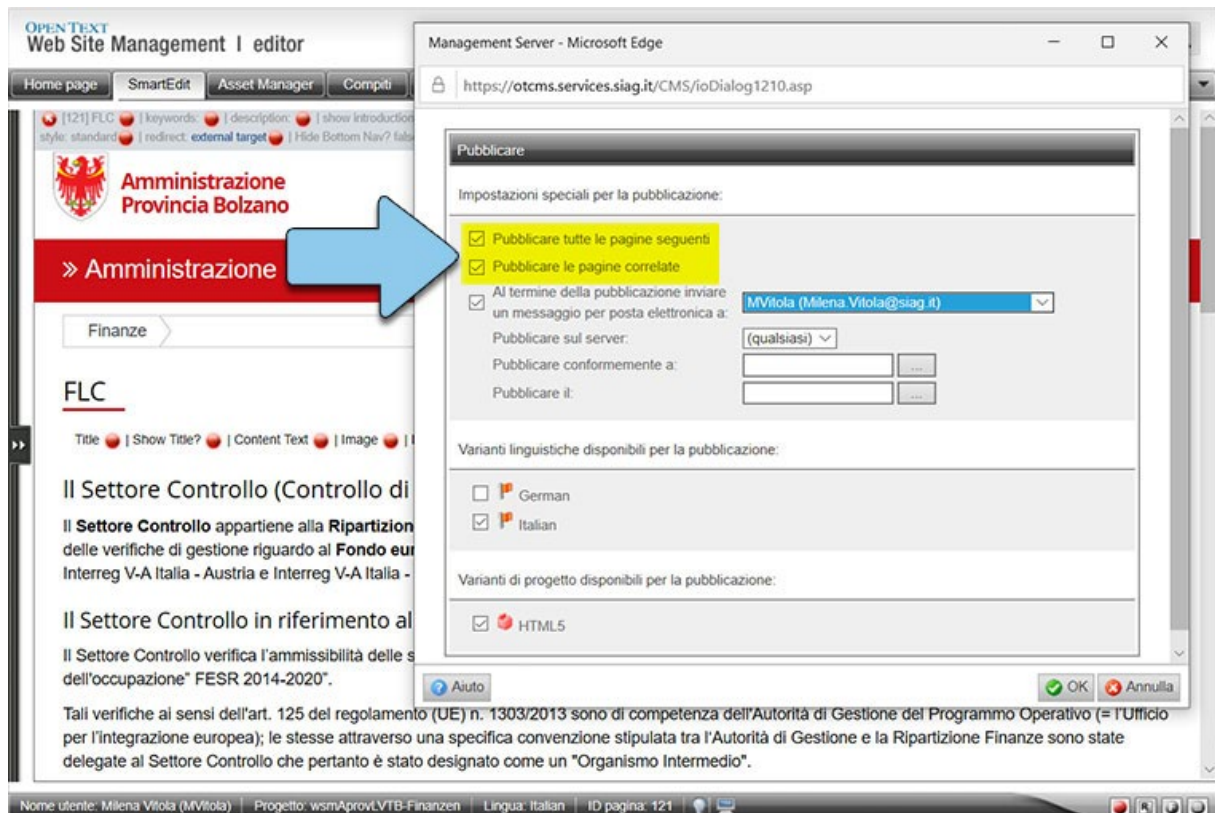 OPENTEXT
Web Site Management | editor
Home page SmartEdit Asset Manager Compiti
[121] FLC | keywords: | description: | show introduction
style: standard | redirect: external target | Hide Bottom Nav? fals
Amministrazione
Provincia Bolzano
» Amministrazione
Finanze
FLC
Title | Show Title? | Content Text | Image |
Il Settore Controllo (Controllo di
Il Settore Controllo appartiene alla Ripartizion
delle verifiche di gestione riguardo al Fondo eur
Interreg V-A Italia - Austria e Interreg V-A Italia -
Il Settore Controllo in riferimento al
Il Settore Controllo verifica l'ammissibilità delle s
dell'occupazione" FESR 2014-2020".
Tali verifiche ai sensi dell'art. 125 del regolamento (UE) n. 1303/2013 sono di competenza dell'Autorità di Gestione del Programmo Operativo (= l'Ufficio
per l'integrazione europea); le stesse attraverso una specifica convenzione stipulata tra l'Autorità di Gestione e la Ripartizione Finanze sono state
delegate al Settore Controllo che pertanto è stato designato come un "Organismo Intermedio".
Management Server - Microsoft Edge
https://otcms.services.siag.it/CMS/ioDialog1210.asp
Pubblicare
Impostazioni speciali per la pubblicazione:
Pubblicare tutte le pagine seguenti
Pubblicare le pagine correlate
Al termine della pubblicazione inviare
un messaggio per posta elettronica a: MVitola (Milena.Vitola@siag.it)
Pubblicare sul server: (qualsiasi)
Pubblicare conformemente a: ...
Pubblicare il: ...
Varianti linguistiche disponibili per la pubblicazione:
German
Italian
Varianti di progetto disponibili per la pubblicazione:
HTML5
Aiuto OK Annulla
Nome utente: Milena Vitola (MVitola) Progetto: wsmAprovLVTB-Finanzen Lingua: Italian ID pagina: 121